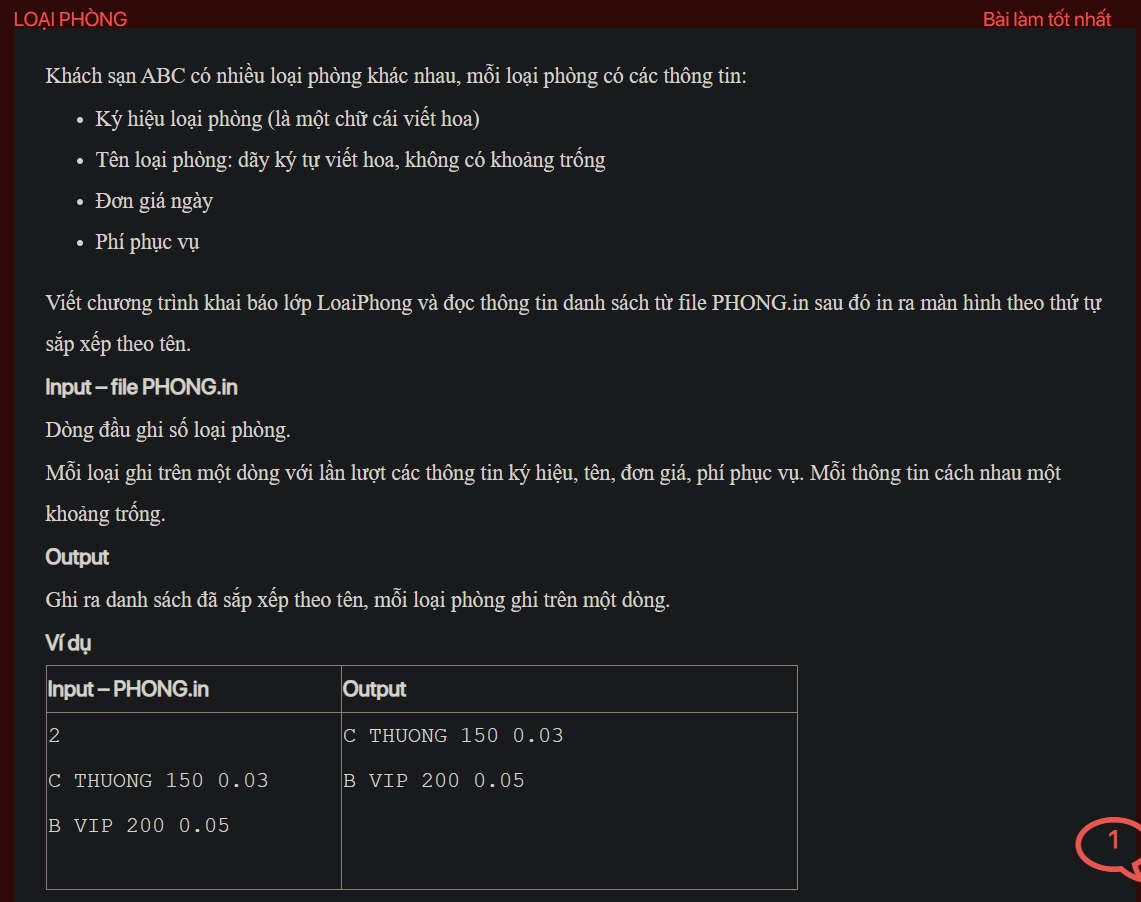 LOẠI PHÒNG
Bài làm tốt nhất
Khách sạn ABC có nhiều loại phòng khác nhau, mỗi loại phòng có các thông tin:
• Ký hiệu loại phòng (là một chữ cái viết hoa)
• Tên loại phòng: dãy ký tự viết hoa, không có khoảng trống
• Đơn giá ngày
• Phí phục vụ
Viết chương trình khai báo lớp LoaiPhong và đọc thông tin danh sách từ file PHONG.in sau đó in ra màn hình theo thứ tự
sắp xếp theo tên.
Input – file PHONG.in
Dòng đầu ghi số loại phòng.
Mỗi loại ghi trên một dòng với lần lượt các thông tin ký hiệu, tên, đơn giá, phí phục vụ. Mỗi thông tin cách nhau một
khoảng trống.
Output
Ghi ra danh sách đã sắp xếp theo tên, mỗi loại phòng ghi trên một dòng.
Ví dụ
Input – PHONG.in
Output
2
C THUONG 150 0.03
B VIP 200 0.05
C THUONG 150 0.03
B VIP 200 0.05
1